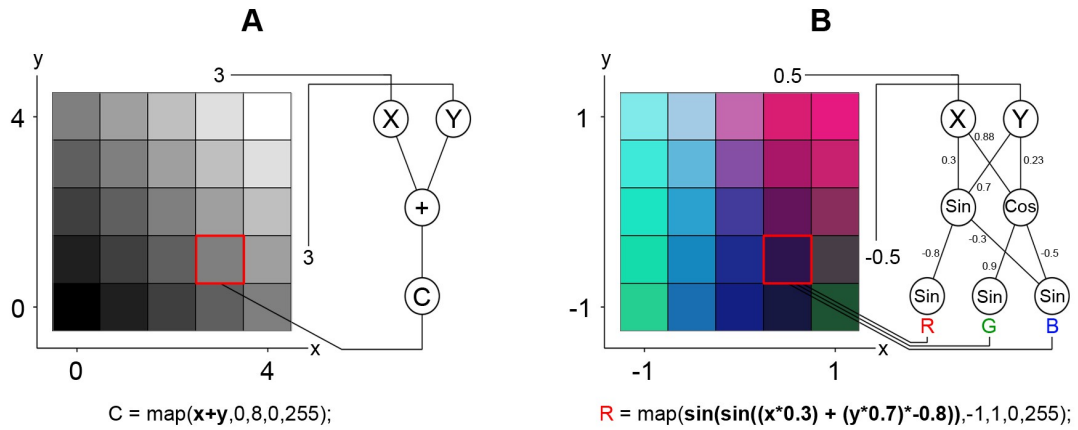 A
B
y
3
X
Y
4
+
3
C
0
x
0
4
C = map(x+y,0,8,0,255);
y
0.5
X
Y
1
0.88
0.3
0.23
0.7
Sin
Cos
-0.3
-0.5
-0.8
-0.5
0.9
Sin
Sin
Sin
-1
R
G
B
x
-1
1
R = map(sin(sin((x*0.3) + (y*0.7)*-0.8)),-1,1,0,255);